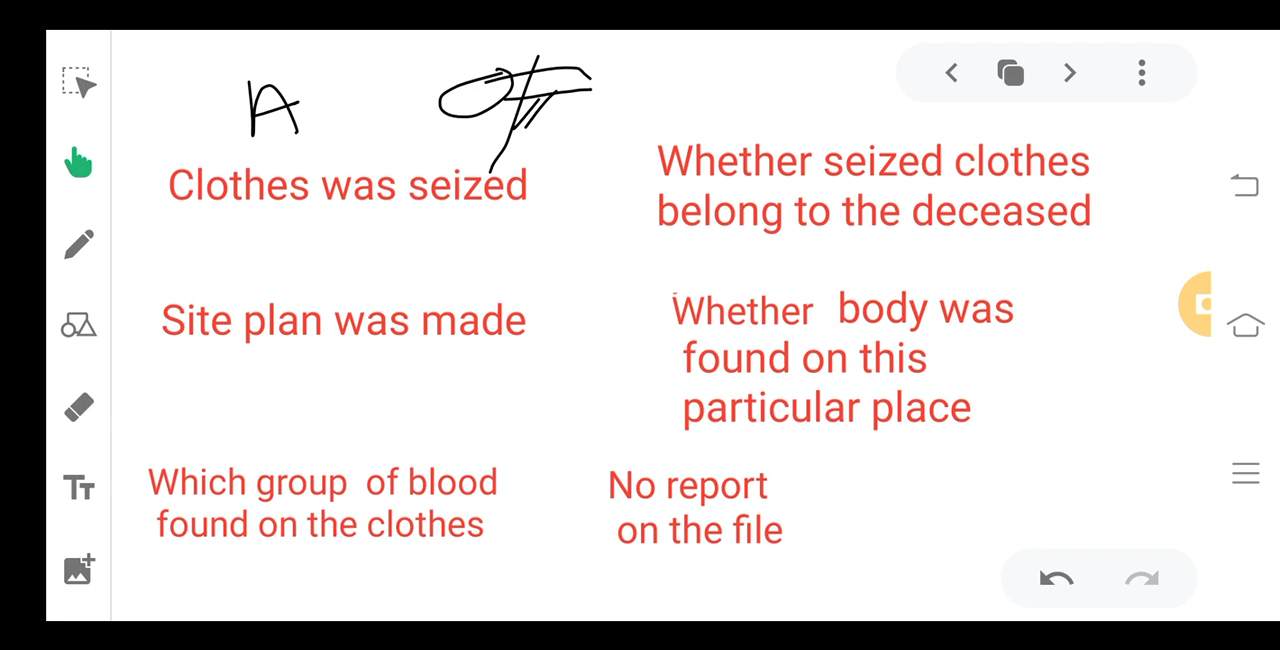 A
Clothes was seized
Whether seized clothes
belong to the deceased
Site plan was made
Whether body was
found on this
particular place
Which group of blood
found on the clothes
No report
on the file
Tт